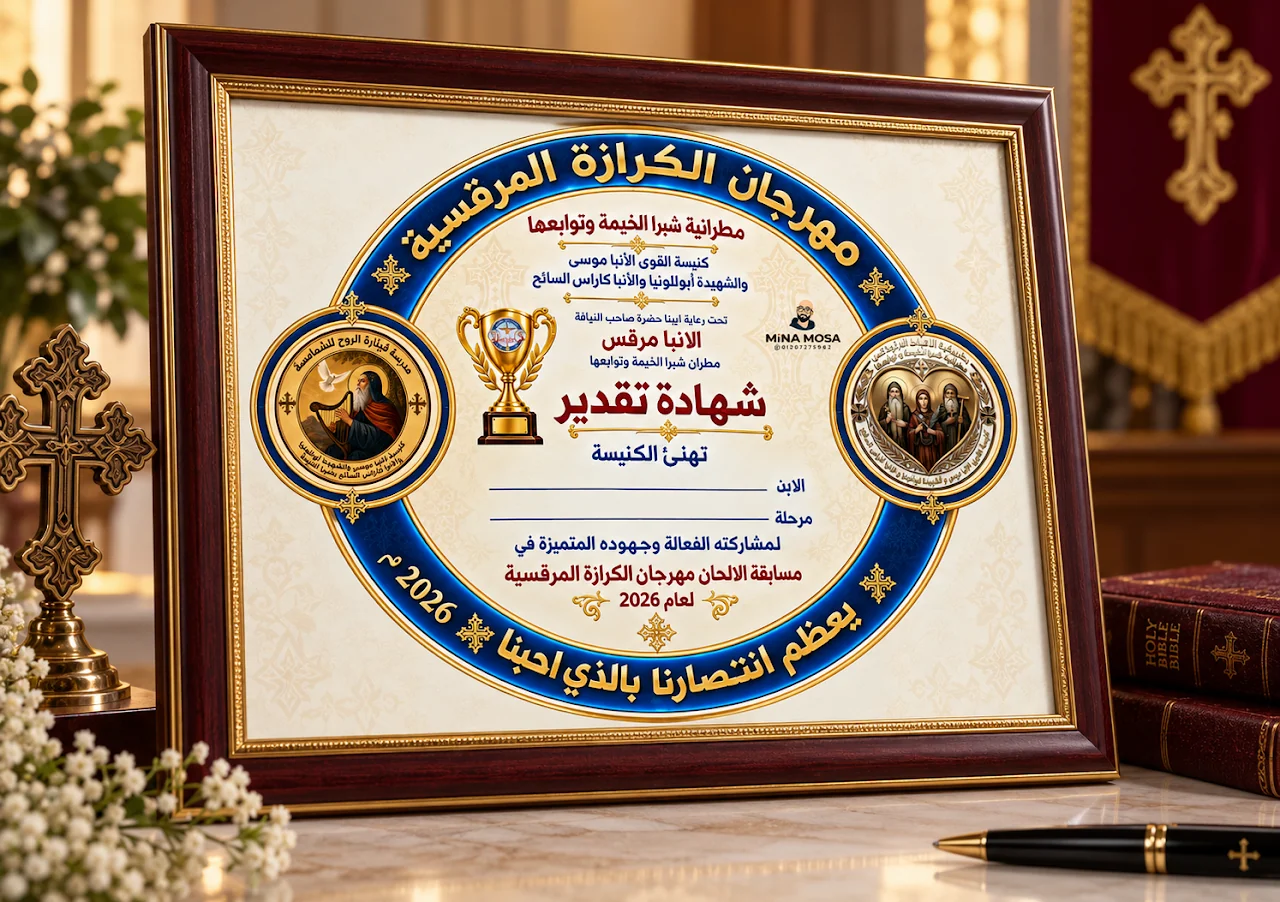 مهرجان الكرازة المرقسية
مطرانية شبرا الخيمة وتوابعها
كنيسة القوى الأنبا موسى
والشهيدة أبوللونيا والأنبا كاراس السائح
تحت رعاية ابينا حضرة صاحب النيافة
الانبا مرقس
مطران شبرا الخيمة وتوابعها
MiNA MOSA
شهادة تقدير
تهنئ الكنيسة
الابن
مرحلة
لمشاركته الفعالة وجهوده المتميزة في
مسابقة الالحان مهرجان الكرازة المرقسية
لعام 2026
يعظم انتصارنا بالذي احبنا
2026 م
مدرسة قيثارة الروح للشمامسة
HOLY
BIBLE
BIBLE